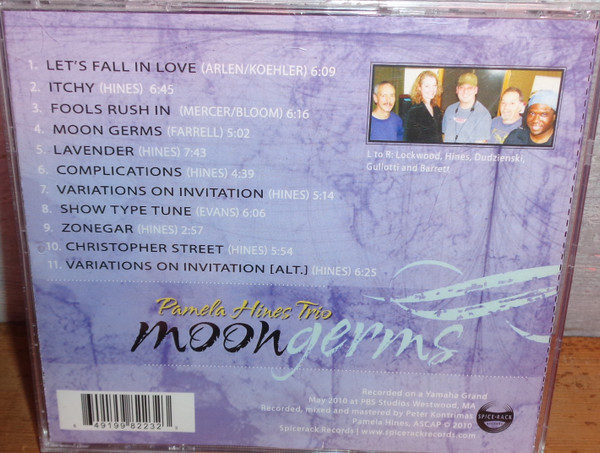 1. LET'S FALL IN LOVE (ARLEN/KOEHLER) 6:09
2. ITCHY (HINES) 6:45
3. FOOLS RUSH IN (MERCER/BLOOM) 6:16
4. MOON GERMS (FARRELL) 5:02
5. LAVENDER (HINES) 7:43
6. COMPLICATIONS (HINES) 4:39
7. VARIATIONS ON INVITATION (HINES) 5:14
8. SHOW TYPE TUNE (EVANS) 6:06
9. ZONEGAR (HINES) 2:57
10. CHRISTOPHER STREET (HINES) 5:54
11. VARIATIONS ON INVITATION [ALT.] (HINES) 6:25
L to R: Lockwood, Hines, Dudzienski,
Gullotti and Barrett
Pamela Hines Trio
moongerms
Recorded on a Yamaha Grand
May 2010 at PBS Studios Westwood, MA
Recorded, mixed and mastered by Peter Kontrimas
Pamela Hines, ASCAP © 2010
Spicerack Records | www.spicerackrecords.com
SPICE-RACK
49199 82232